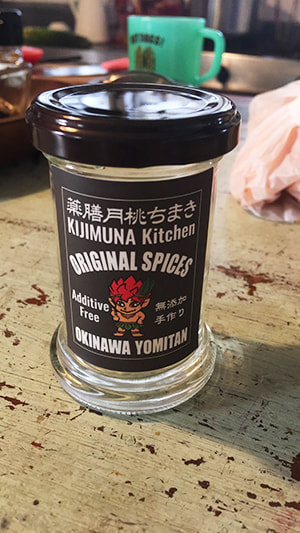 薬膳月桃ちまき
KIJIMUNA Kitchen
ORIGINAL SPICES
Additive
Free
無添加
手作り
OKINAWA YOMITAN